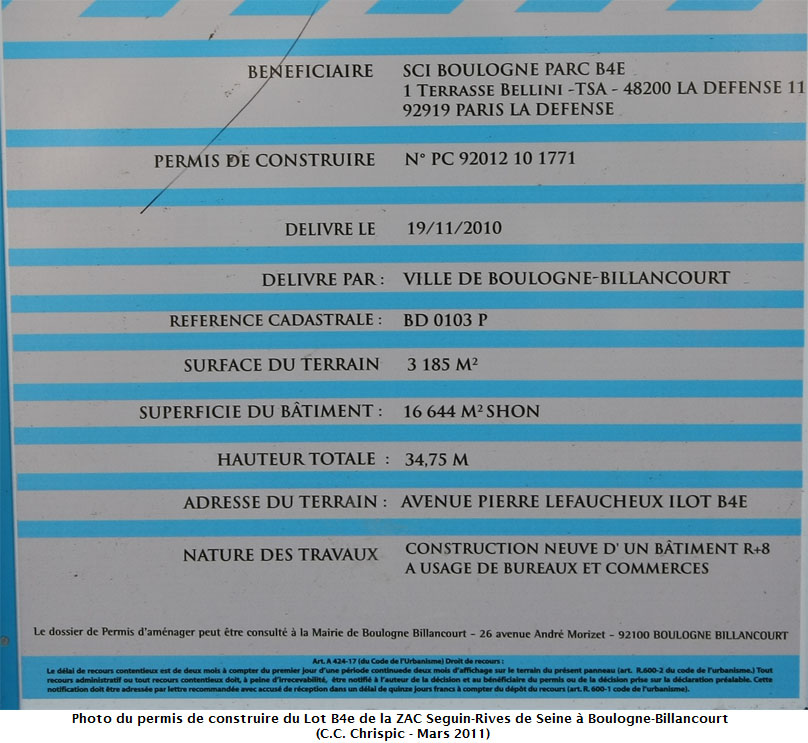 BENEFICIAIRE SCI BOULOGNE PARC B4E
1 TERRASSE BELLINI -TSA - 48200 LA DEFENSE 11
92919 PARIS LA DEFENSE
PERMIS DE CONSTRUIRE N° PC 92012 10 1771
DELIVRE LE 19/11/2010
DELIVRE PAR : VILLE DE BOULOGNE-BILLANCOURT
REFERENCE CADASTRALE : BD 0103 P
SURFACE DU TERRAIN 3 185 M²
SUPERFICIE DU BÂTIMENT : 16 644 M² SHON
HAUTEUR TOTALE : 34,75 M
ADRESSE DU TERRAIN : AVENUE PIERRE LEFAUCHEUX ILOT B4E
NATURE DES TRAVAUX CONSTRUCTION NEUVE D' UN BÂTIMENT R+8
A USAGE DE BUREAUX ET COMMERCES
Le dossier de Permis d'aménager peut être consulté à la Mairie de Boulogne Billancourt - 26 avenue André Morizet - 92100 BOULOGNE BILLANCOURT
Art. A 424-17 (du Code de l'Urbanisme) Droit de recours :
Le délai de recours contentieux est de deux mois à compter du premier jour d'une période continuede deux mois d'affichage sur le terrain du présent panneau (art. R.600-2 du code de l'urbanisme.) Tout
recours administratif ou tout recours contentieux doit, à peine d'irrecevabilité, être notifié à l'auteur de la décision et au bénéficiaire du permis ou de la décision prise sur la déclaration préalable. Cette
notification doit être adressée par lettre recommandée avec accusé de réception dans un délai de quinze jours francs à compter du dépôt du recours (art. R. 600-1 code de l'urbanisme).
Photo du permis de construire du Lot B4e de la ZAC Seguin-Rives de Seine à Boulogne-Billancourt
(C.C. Chrispic - Mars 2011)